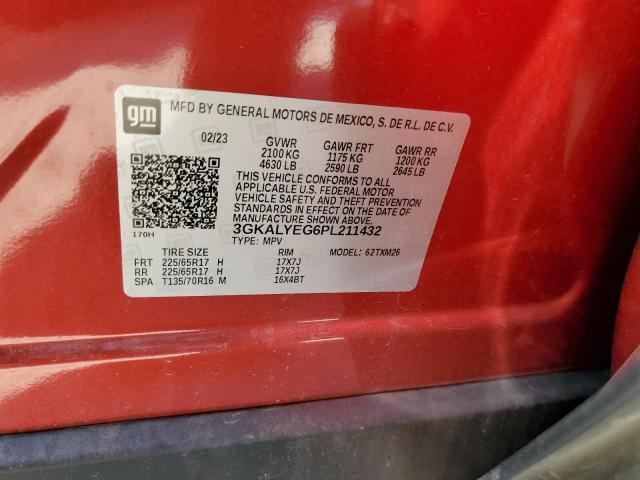 gm
MFD BY GENERAL MOTORS DE MEXICO, S. DE R.L. DE C.V.
02/23 GVWR GAWR FRT GAWR RR
2100 KG 1175 KG 1200 KG
4630 LB 2590 LB 2645 LB
THIS VEHICLE CONFORMS TO ALL
APPLICABLE U.S. FEDERAL MOTOR
VEHICLE SAFETY AND THEFT PREVENTION
STANDARDS IN EFFECT ON THE DATE OF
MANUFACTURE SHOWN ABOVE.
170H 3GKALYEG6PL211432
TYPE: MPV MODEL: 62TXM26
TIRE SIZE RIM
FRT 225/65R17 H 17X7J
RR 225/65R17 H 17X7J
SPA T135/70R16 M 16X4BT